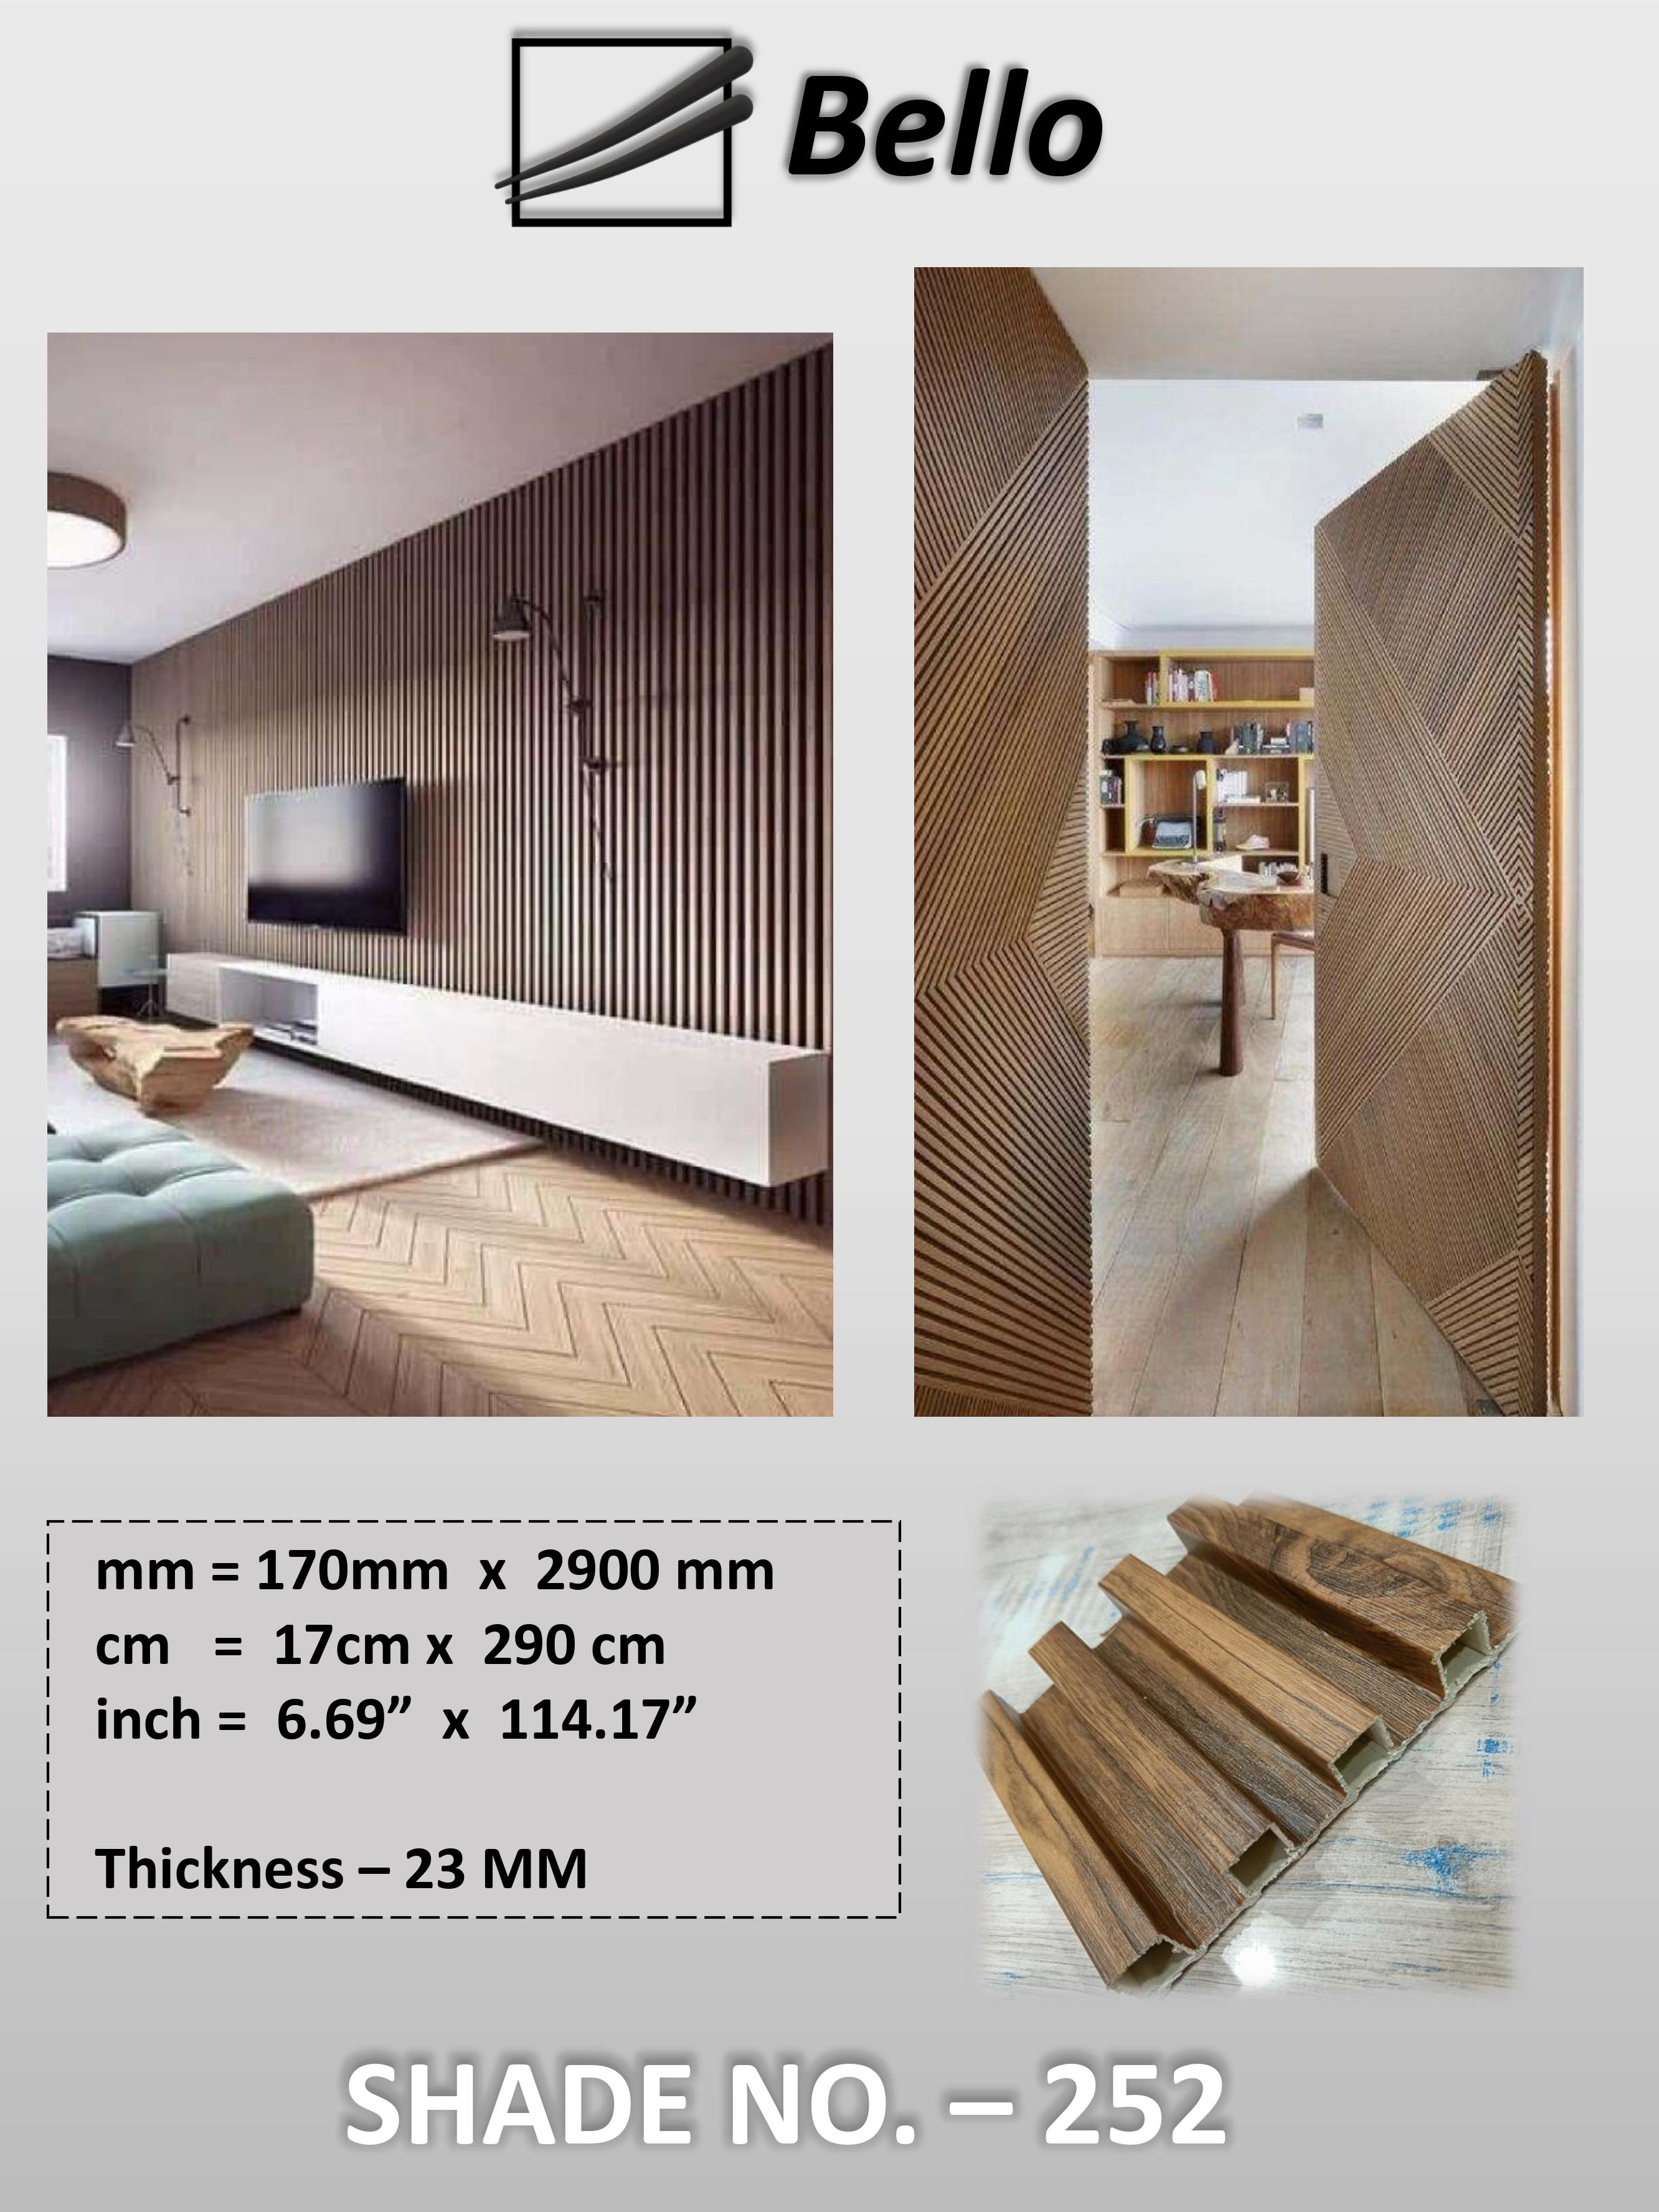 Bello
mm = 170mm x 2900 mm
cm = 17cm x 290 cm
inch = 6.69” x 114.17”
Thickness – 23 MM
SHADE NO. – 252